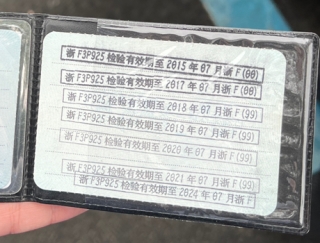 浙 F3P925 检验有效期至 2015 年 07 月浙 F(00)
浙 F3P925 检验有效期至 2017 年 07 月浙 F(00)
浙 F3P925 检验有效期至 2018 年 07 月浙 F(99)
浙 F3P925 检验有效期至 2019 年 07 月浙 F(99)
浙 F3P925 检验有效期至 2020 年 07 月浙 F(99)
浙 F3P925 检验有效期至 2021 年 07 月浙 F(99)
浙 F3P925 检验有效期至 2024 年 07 月浙 F